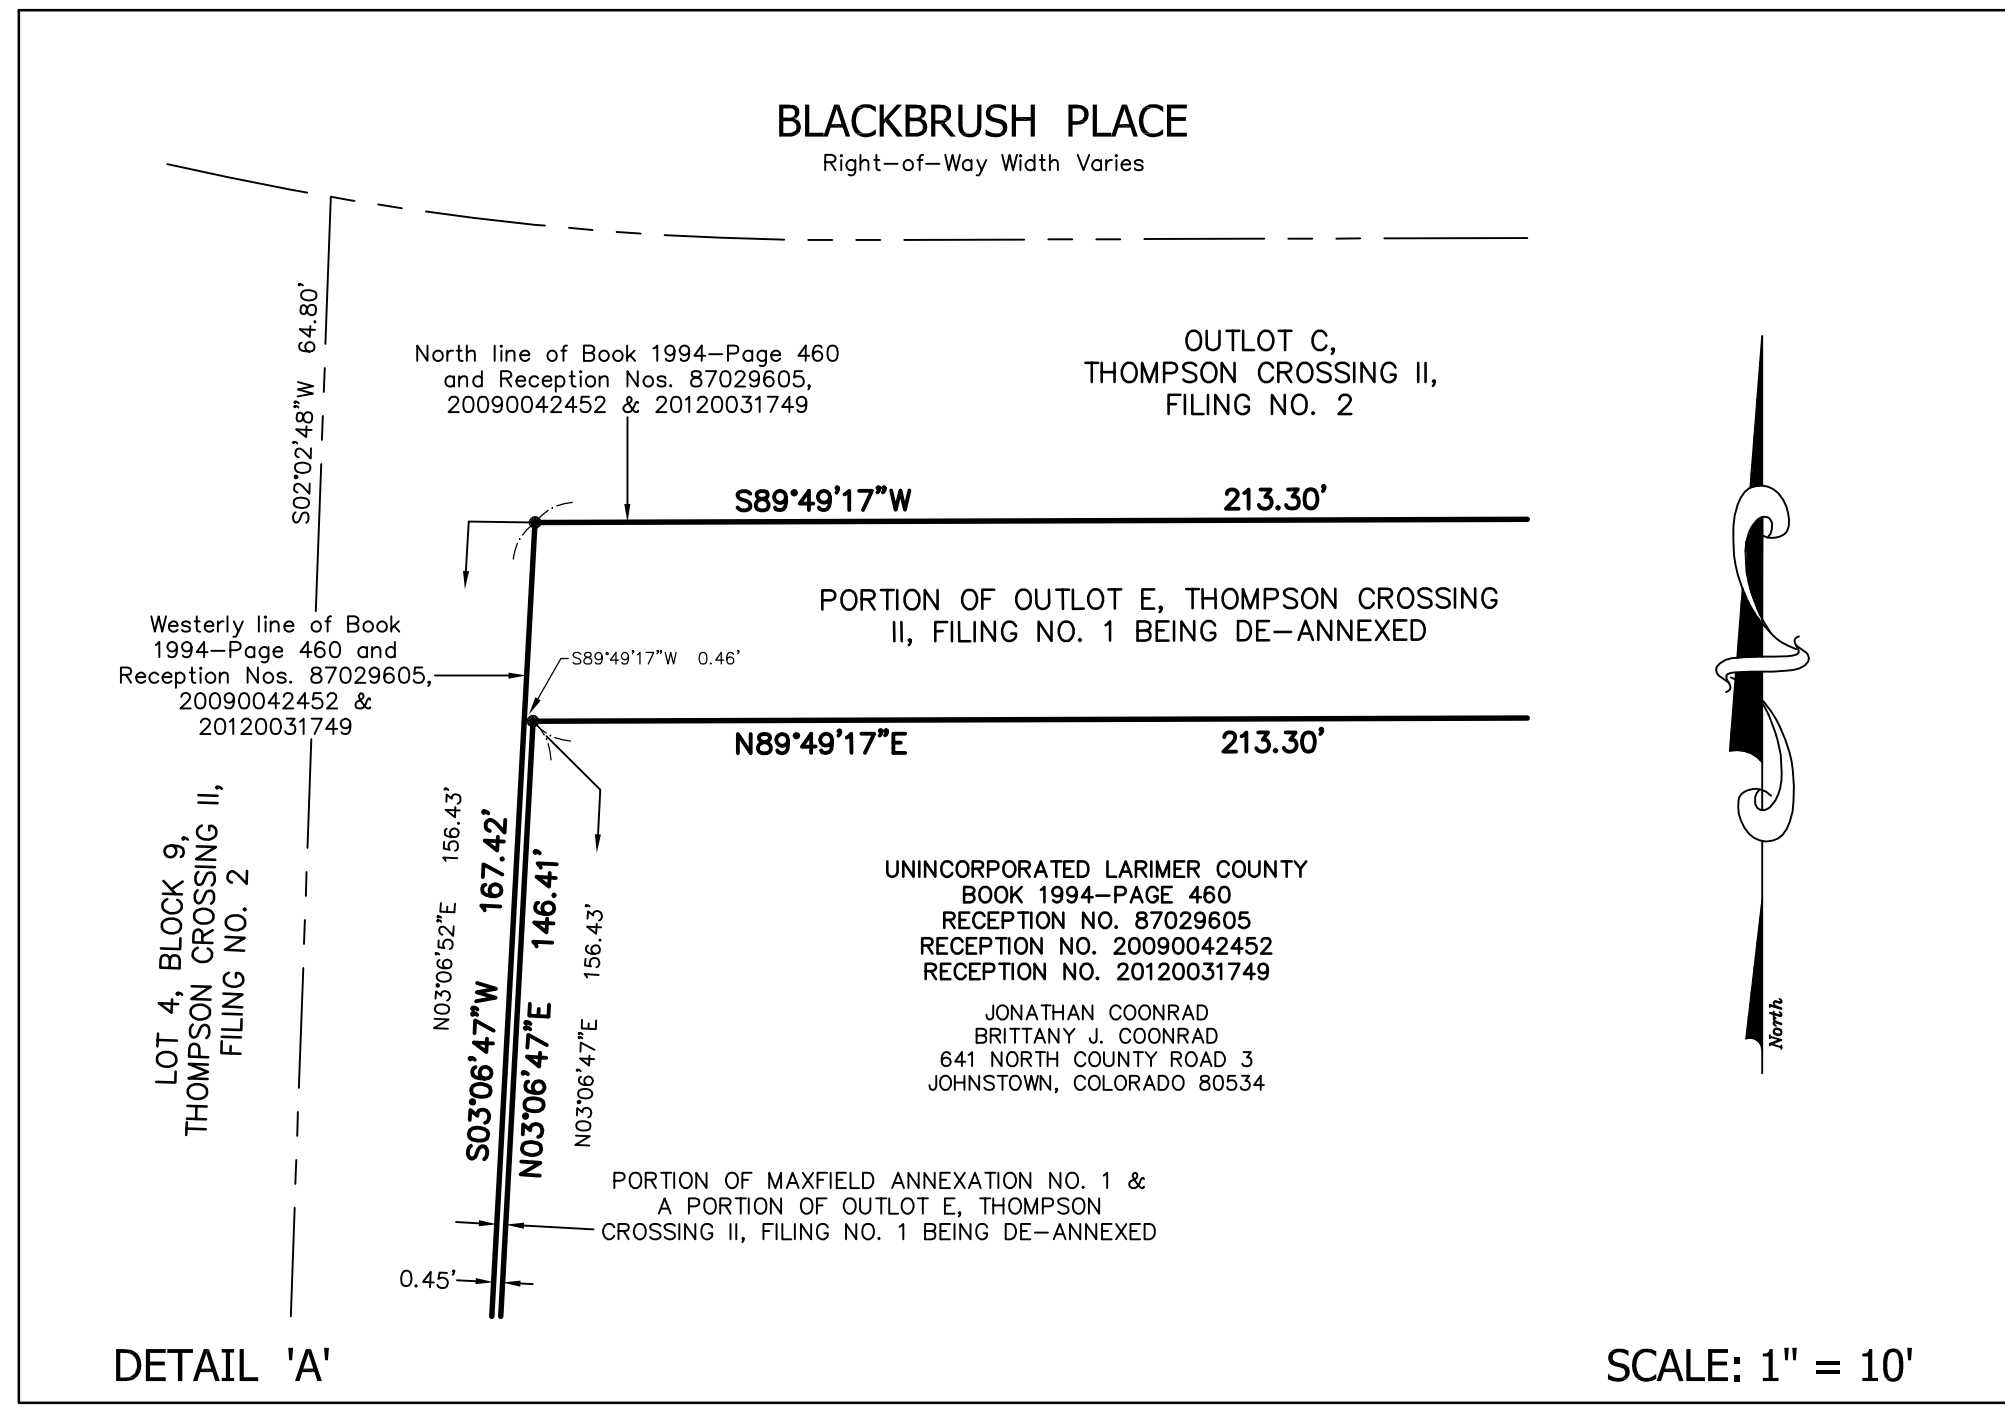 BLACKBRUSH PLACE
Right-of-Way Width Varies
S02°02'48"W 64.80'
North line of Book 1994-Page 460
and Reception Nos. 87029605,
20090042452 & 20120031749
OUTLOT C,
THOMPSON CROSSING II,
FILING NO. 2
S89°49'17"W 213.30'
PORTION OF OUTLOT E, THOMPSON CROSSING
II, FILING NO. 1 BEING DE-ANNEXED
Westerly line of Book
1994-Page 460 and
Reception Nos. 87029605,
20090042452 &
20120031749
S89°49'17"W 0.46'
N89°49'17"E 213.30'
LOT 4, BLOCK 9,
THOMPSON CROSSING II,
FILING NO. 2
N03°06'52"E 156.43'
S03°06'47"W 167.42'
N03°06'47"E 146.41'
N03°06'47"E 156.43'
UNINCORPORATED LARIMER COUNTY
BOOK 1994-PAGE 460
RECEPTION NO. 87029605
RECEPTION NO. 20090042452
RECEPTION NO. 20120031749
JONATHAN COONRAD
BRITTANY J. COONRAD
641 NORTH COUNTY ROAD 3
JOHNSTOWN, COLORADO 80534
North
PORTION OF MAXFIELD ANNEXATION NO. 1 &
A PORTION OF OUTLOT E, THOMPSON
CROSSING II, FILING NO. 1 BEING DE-ANNEXED
0.45'
DETAIL 'A'
SCALE: 1" = 10'